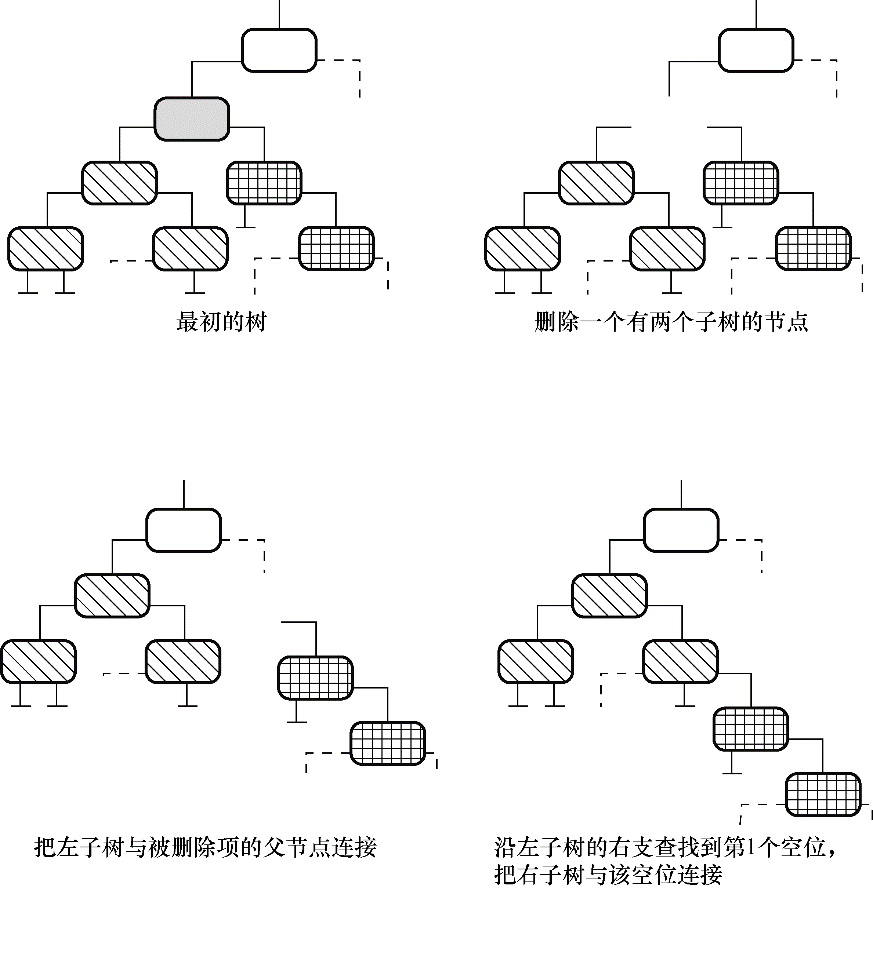 最初的树
删除一个有两个子树的节点
把左子树与被删除项的父节点连接
沿左子树的右支查找到第1个空位，
把右子树与该空位连接